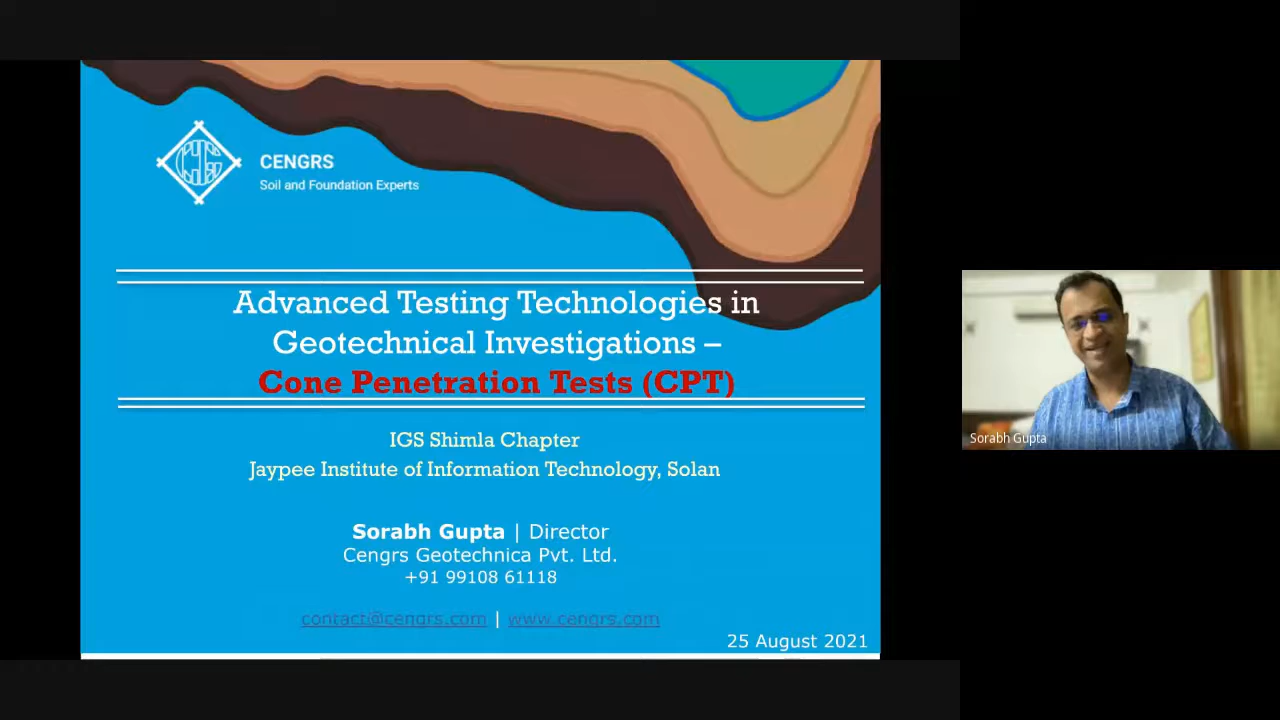 CENGRS
Soil and Foundation Experts
Advanced Testing Technologies in
Geotechnical Investigations –
Cone Penetration Tests (CPT)
IGS Shimla Chapter
Jaypee Institute of Information Technology, Solan
Sorabh Gupta | Director
Cengrs Geotechnica Pvt. Ltd.
+91 99108 61118
contact@cengrs.com | www.cengrs.com
25 August 2021
Sorabh Gupta